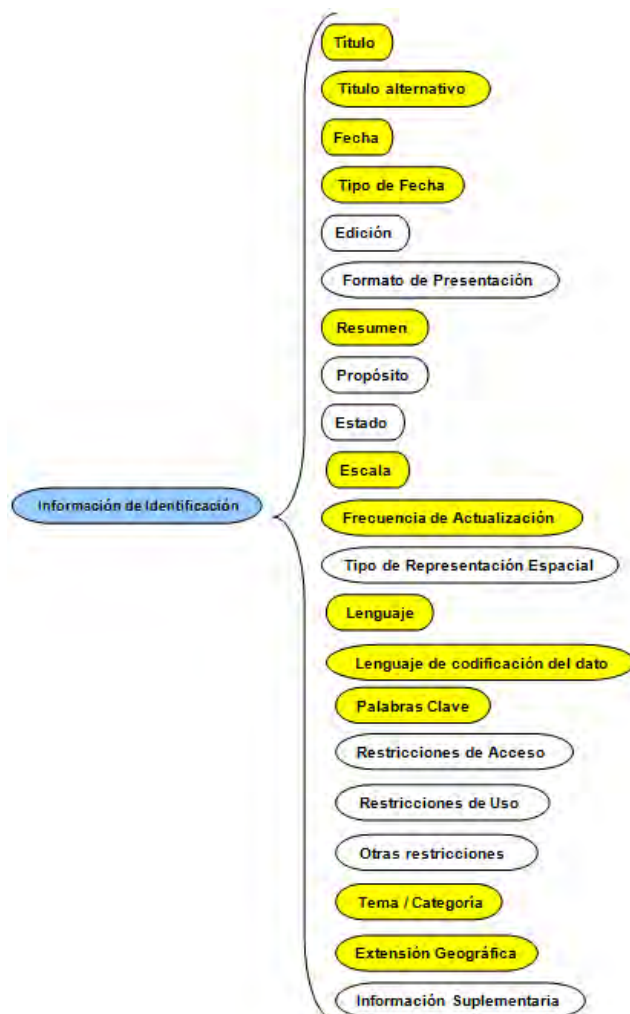 Título
Titulo alternativo
Fecha
Tipo de Fecha
Edición
Formato de Presentación
Resumen
Propósito
Estado
Escala
Información de Identificación
Frecuencia de Actualización
Tipo de Representación Espacial
Lenguaje
Lenguaje de codificación del dato
Palabras Clave
Restricciones de Acceso
Restricciones de Uso
Otras restricciones
Tema / Categoría
Extensión Geográfica
Información Suplementaria